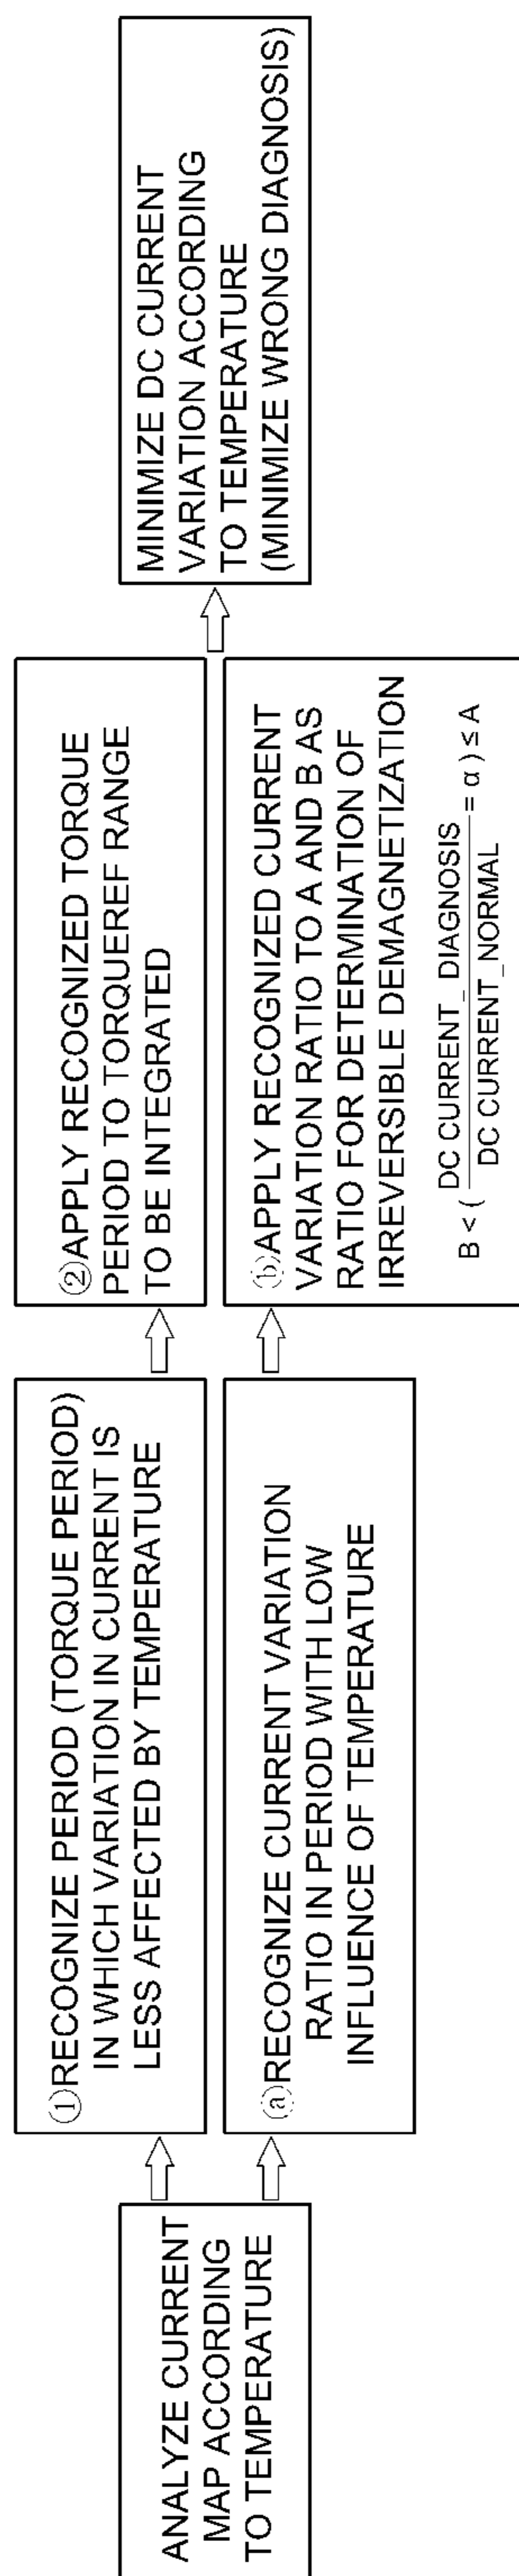 ANALYZE CURRENT
MAP ACCORDING
TO TEMPERATURE
①RECOGNIZE PERIOD (TORQUE PERIOD)
IN WHICH VARIATION IN CURRENT IS
LESS AFFECTED BY TEMPERATURE
ⓐRECOGNIZE CURRENT VARIATION
RATIO IN PERIOD WITH LOW
INFLUENCE OF TEMPERATURE
②APPLY RECOGNIZED TORQUE
PERIOD TO TORQUEREF RANGE
TO BE INTEGRATED
ⓑAPPLY RECOGNIZED CURRENT
VARIATION RATIO TO A AND B AS
RATIO FOR DETERMINATION OF
IRREVERSIBLE DEMAGNETIZATION
B < ( DC CURRENT_DIAGNOSIS / DC CURRENT_NORMAL = α ) ≤ A
MINIMIZE DC CURRENT
VARIATION ACCORDING
TO TEMPERATURE
(MINIMIZE WRONG DIAGNOSIS)